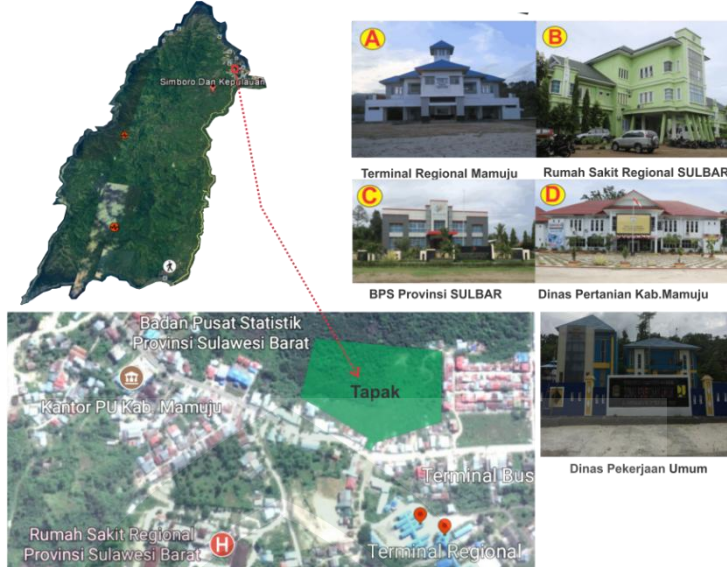 Simboro Dan Kepulauan
A
B
Terminal Regional Mamuju
Rumah Sakit Regional SULBAR
C
D
BPS Provinsi SULBAR
Dinas Pertanian Kab.Mamuju
Badan Pusat Statistik
Provinsi Sulawesi Barat
Tapak
Kantor PU Kab. Mamuju
Terminal Bus
Rumah Sakit Regional
Provinsi Sulawesi Barat
H
Terminal Regional
Dinas Pekerjaan Umum